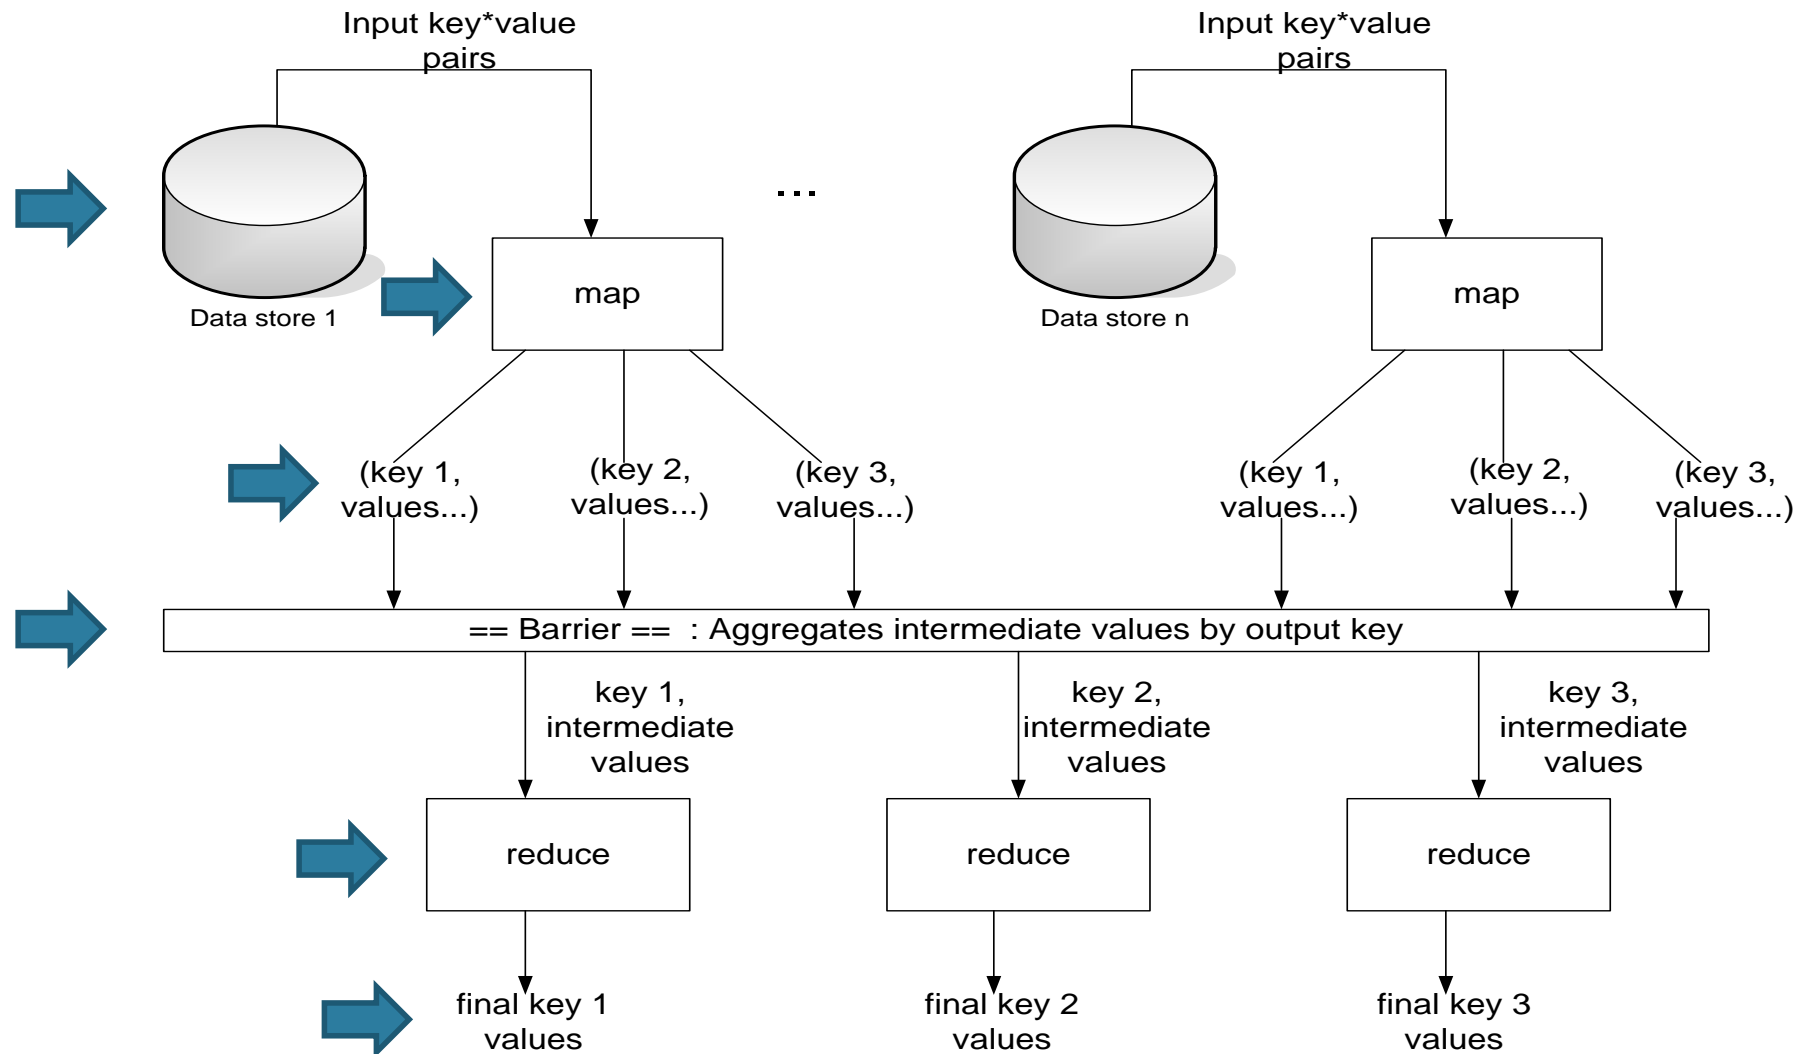 Input key*value
pairs
Input key*value
pairs
...
Data store 1
map
Data store n
map
(key 1,
values...)
(key 2,
values...)
(key 3,
values...)
(key 1,
values...)
(key 2,
values...)
(key 3,
values...)
== Barrier == : Aggregates intermediate values by output key
key 1,
intermediate
values
key 2,
intermediate
values
key 3,
intermediate
values
reduce
reduce
reduce
final key 1
values
final key 2
values
final key 3
values